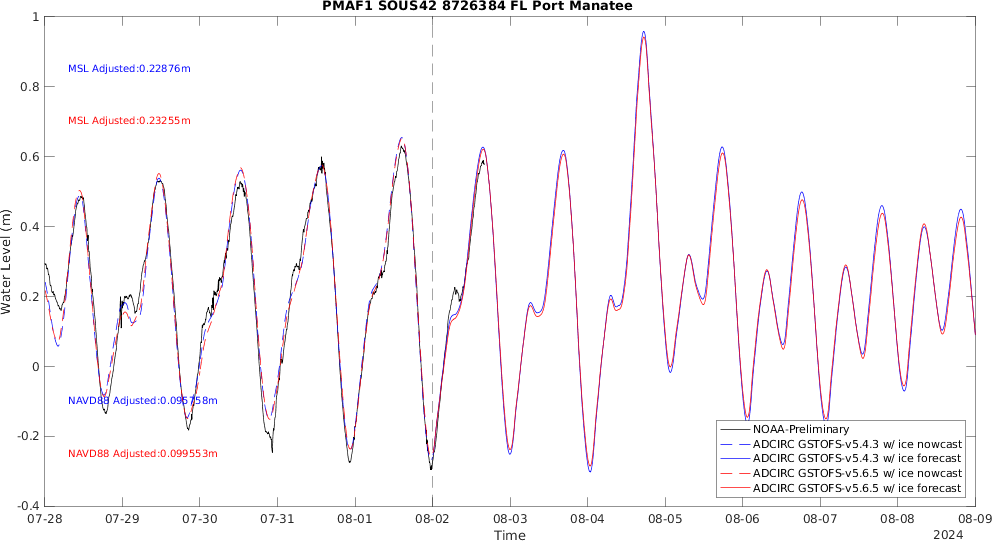 PMAF1 SOUS42 8726384 FL Port Manatee
Water Level (m)
1
0.8
0.6
0.4
0.2
0
-0.2
-0.4
MSL Adjusted:0.22876m
MSL Adjusted:0.23255m
NAVD88 Adjusted:0.095758m
NAVD88 Adjusted:0.099553m
NOAA-Preliminary
ADCIRC GSTOFS-v5.4.3 w/ ice nowcast
ADCIRC GSTOFS-v5.4.3 w/ ice forecast
ADCIRC GSTOFS-v5.6.5 w/ ice nowcast
ADCIRC GSTOFS-v5.6.5 w/ ice forecast
07-28 07-29 07-30 07-31 08-01 08-02 08-03 08-04 08-05 08-06 08-07 08-08 08-09
Time
2024